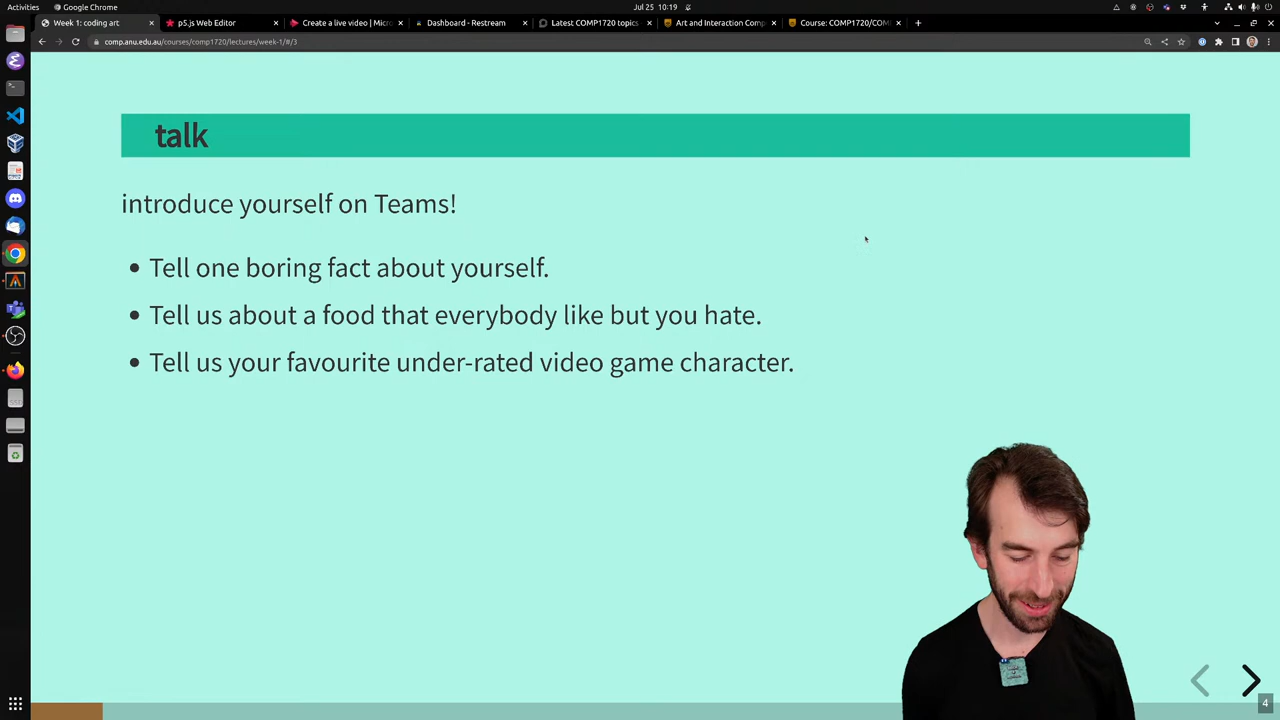 Activities
Google Chrome
Jul 25 10:19
Week 1: coding art
p5.js Web Editor
Create a live video | Micro
Dashboard - Restream
Latest COMP1720 topics
Art and Interaction Comp
Course: COMP1720/COM
comp.anu.edu.au/courses/comp1720/lectures/week-1/#/3
talk
introduce yourself on Teams!
• Tell one boring fact about yourself.
• Tell us about a food that everybody like but you hate.
• Tell us your favourite under-rated video game character.
4